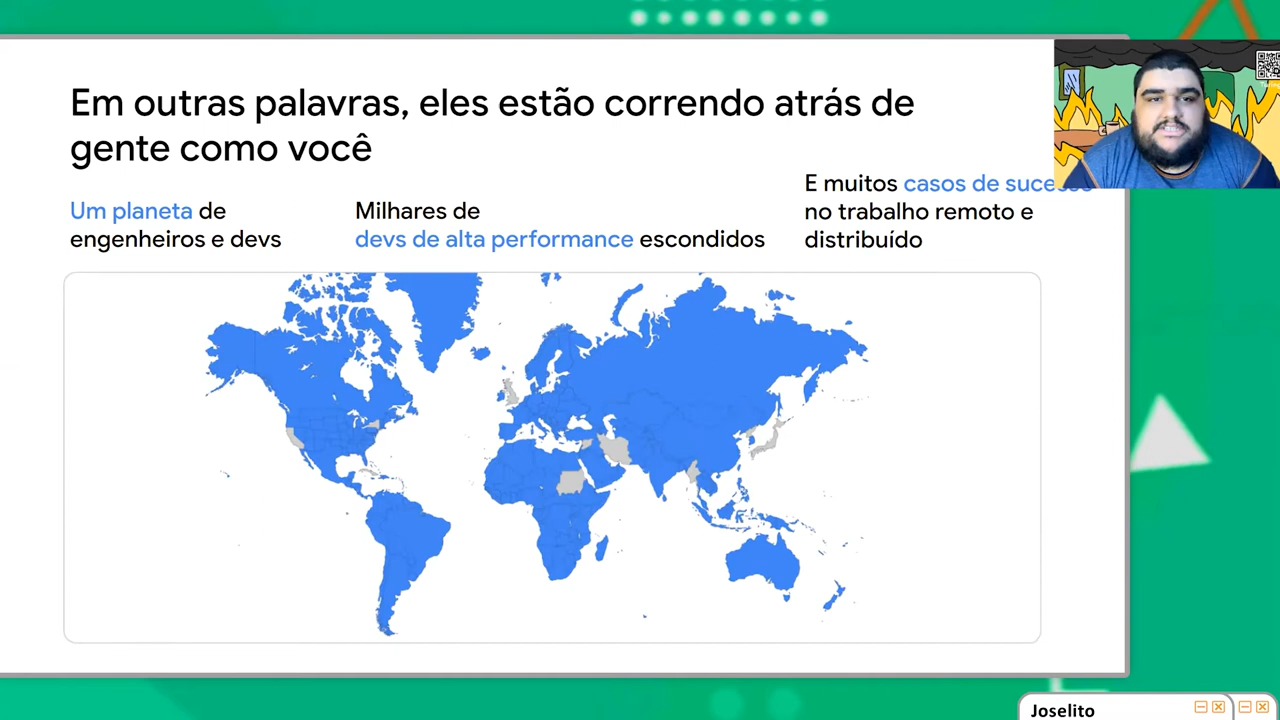 Em outras palavras, eles estão correndo atrás de
gente como você
Um planeta de
engenheiros e devs
Milhares de
devs de alta performance escondidos
E muitos casos de sucesso
no trabalho remoto e
distribuído
Joselito